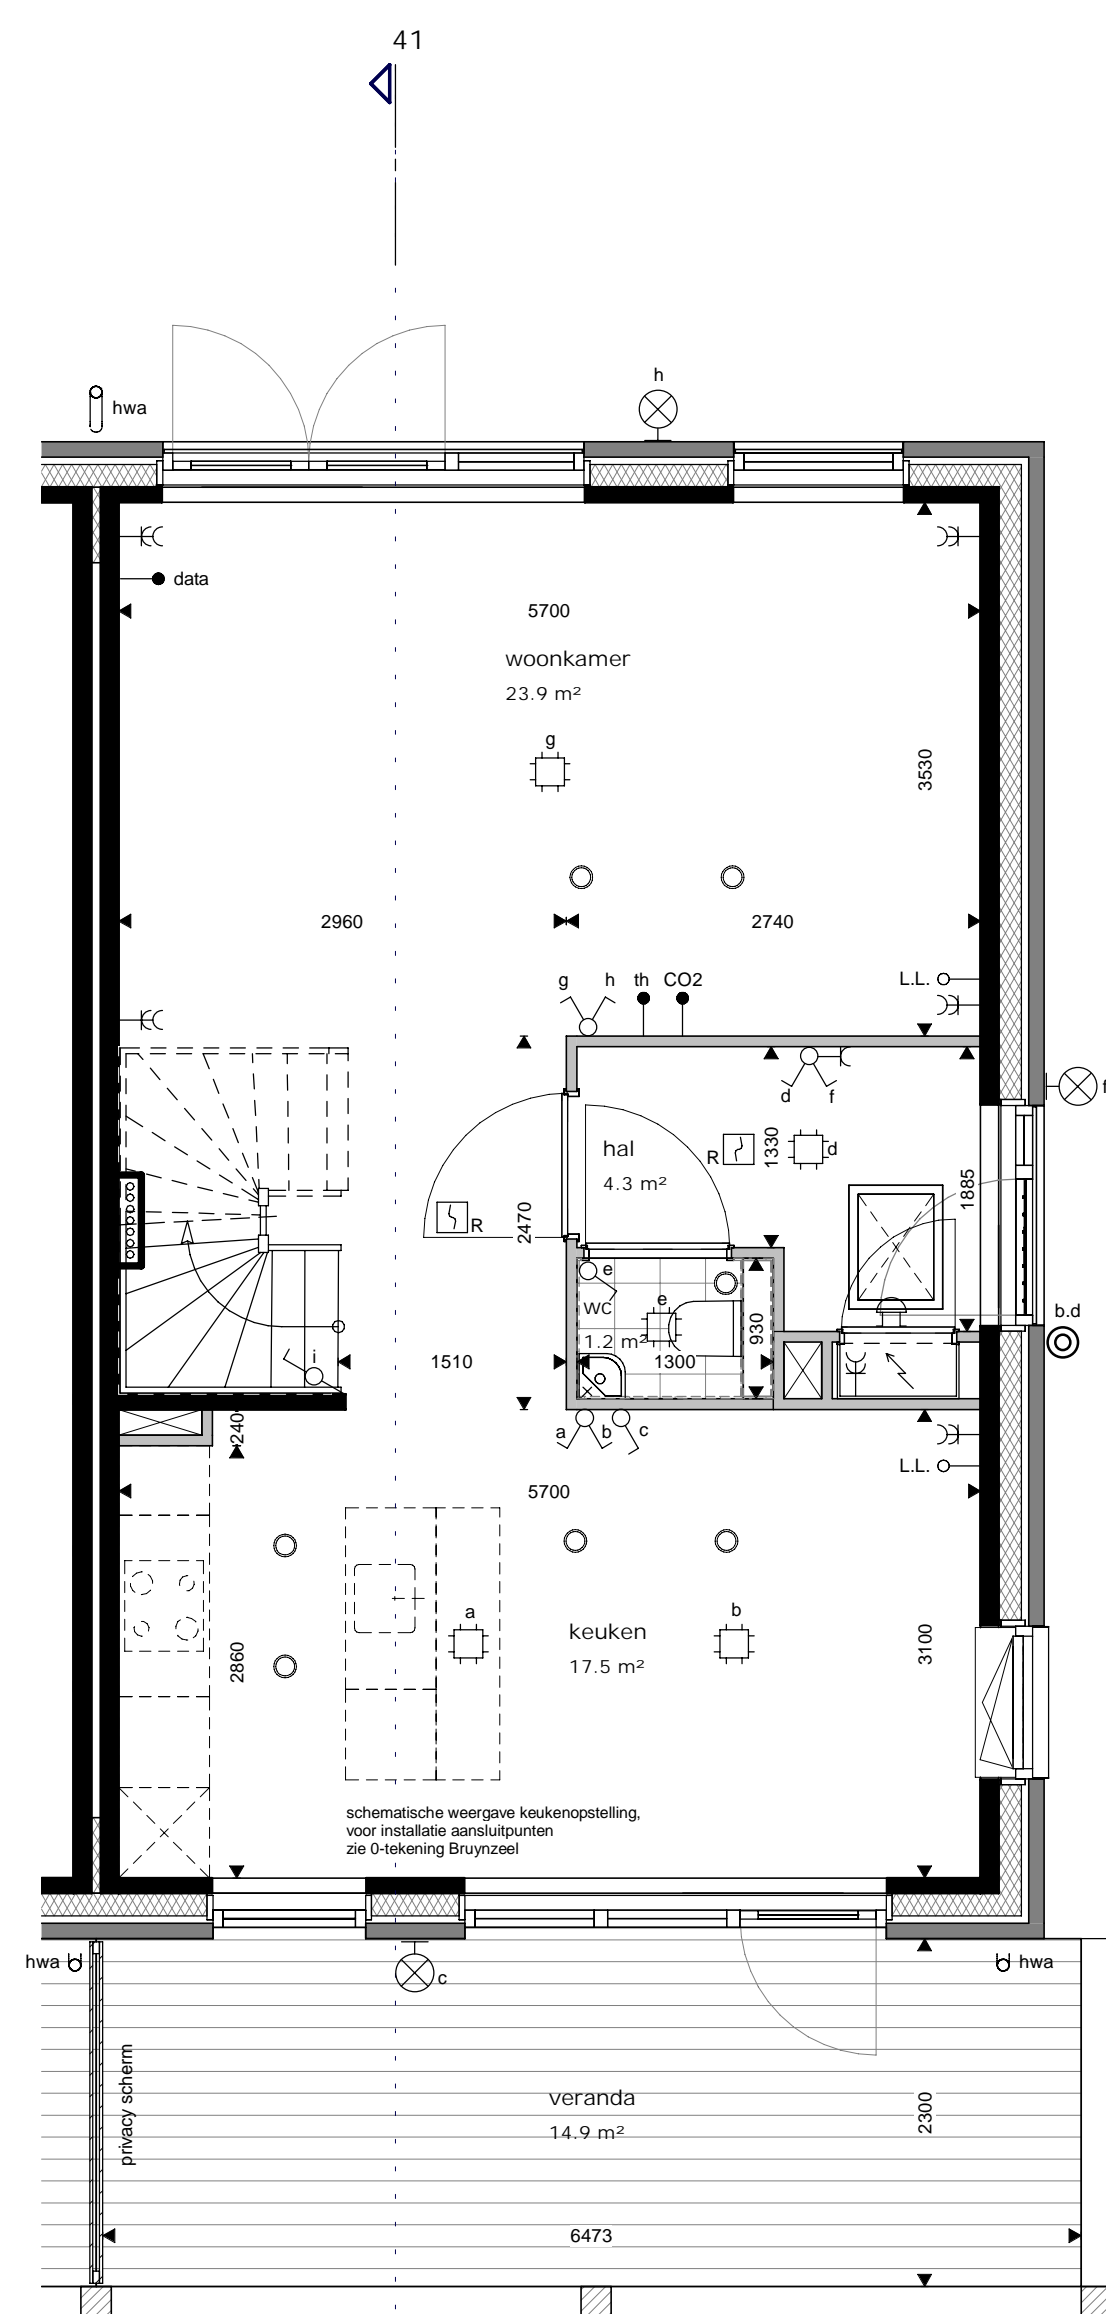 41
h
hwa
data
5700
woonkamer
23.9 m²
g
3530
2960
2740
g h th CO2
L.L.
d f
f
hal
4.3 m²
R
1330
d
1885
2470
R
e
wc
e
1.2 m²
930
b.d
i
1510
1300
240
a b c
L.L.
5700
a
b
keuken
17.5 m²
2860
3100
schematische weergave keukenopstelling,
voor installatie aansluitpunten
zie 0-tekening Bruynzeel
hwa
c
hwa
privacy scherm
veranda
14.9 m²
2300
6473